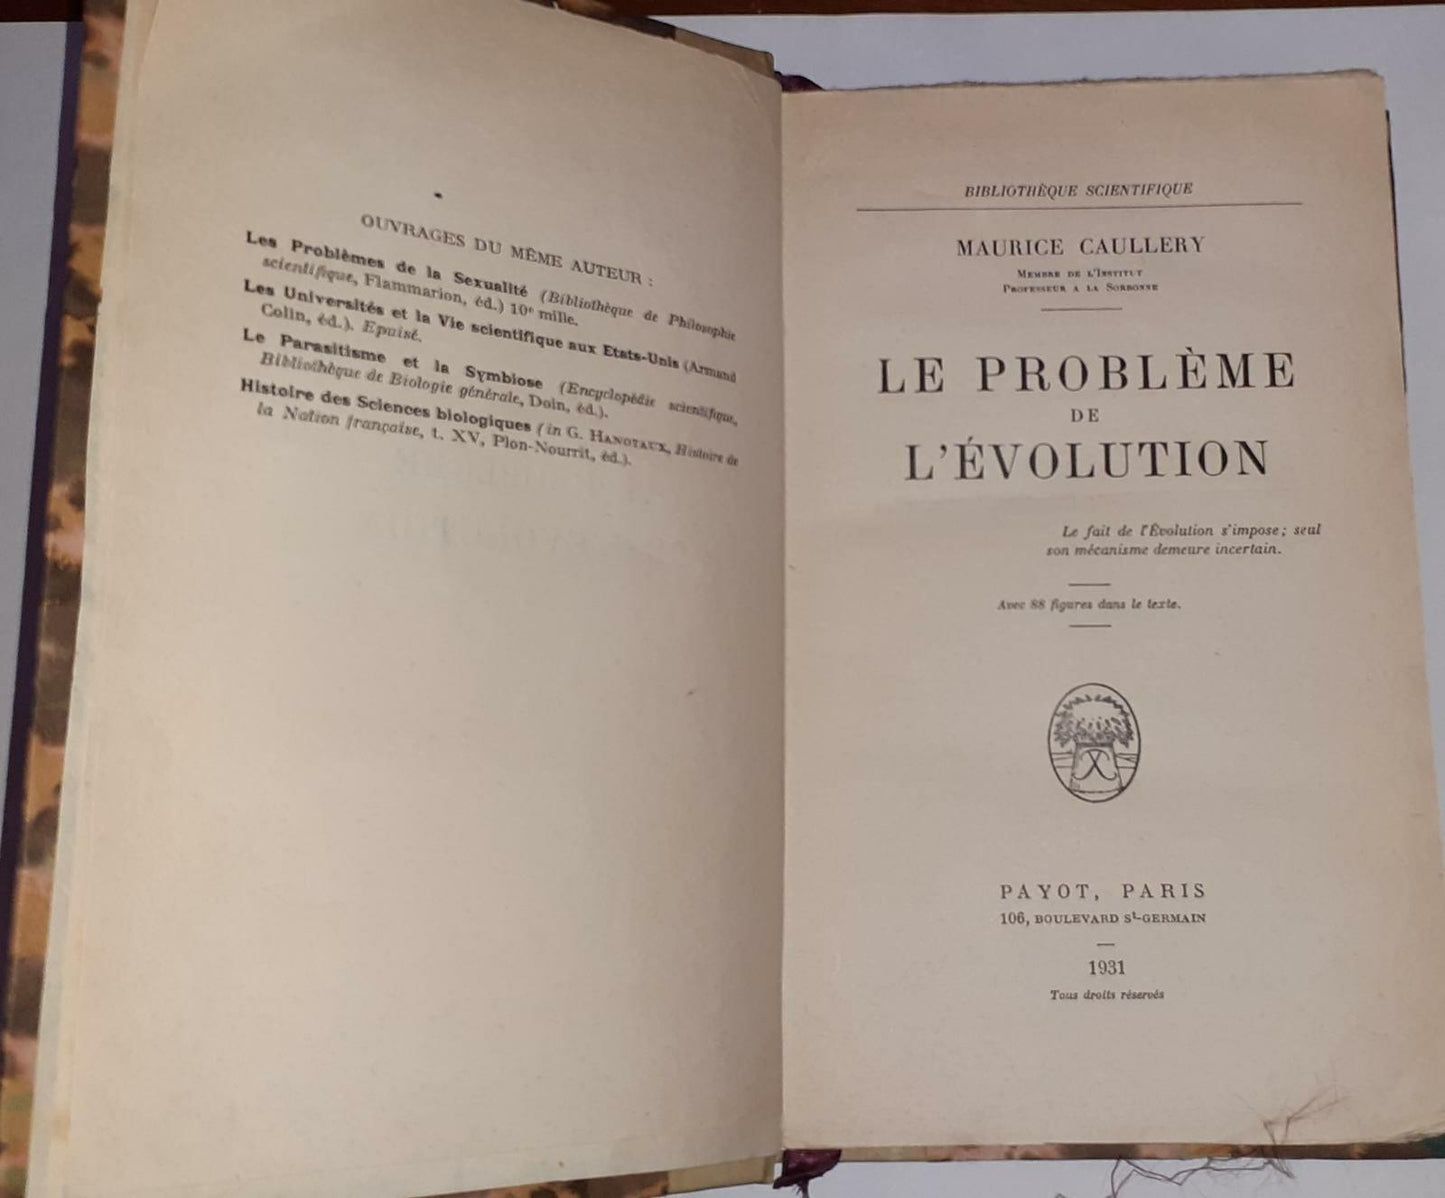 OUVRAGES DU MÊME AUTEUR :
Les Problèmes de la Sexualité (Bibliothèque de Philosophie
scientifique, Flammarion, éd.) 10e mille.
Les Universités et la Vie scientifique aux Etats-Unis (Armand
Colin, éd.). Epuisé.
Le Parasitisme et la Symbiose (Encyclopédie scientifique,
Bibliothèque de Biologie générale, Doin, éd.).
Histoire des Sciences biologiques (in G. HANOTAUX, Histoire de
la Nation française, t. XV, Plon-Nourrit, éd.).
BIBLIOTHÈQUE SCIENTIFIQUE
MAURICE CAULLERY
MEMBRE DE L'INSTITUT
PROFESSEUR A LA SORBONNE
LE PROBLÈME
DE
L'ÉVOLUTION
Le fait de l'Évolution s'impose; seul
son mécanisme demeure incertain.
Avec 88 figures dans le texte.
PAYOT, PARIS
106, BOULEVARD St-GERMAIN
1931
Tous droits réservés